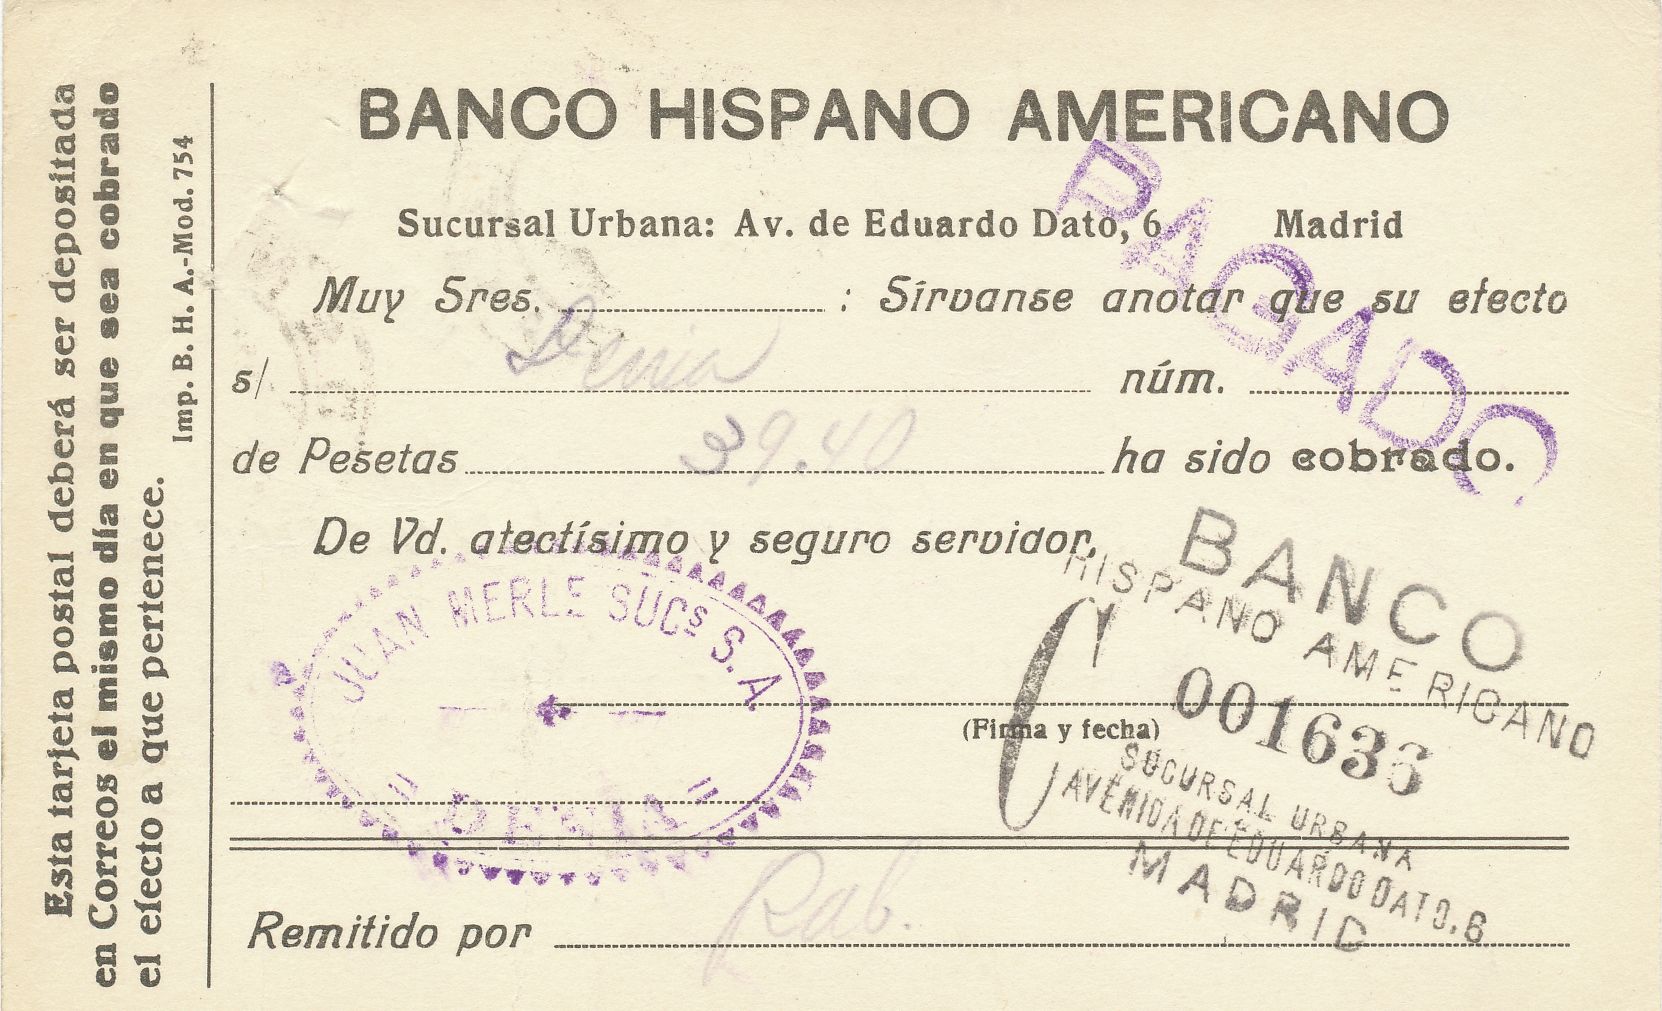 BANCO HISPANO AMERICANO
Sucursal Urbana: Av. de Eduardo Dato, 6 Madrid
Muy Sres. : Sírvanse anotar que su efecto
s/ Denia núm.
de Pesetas 39.40 ha sido cobrado.
De Vd. atectísimo y seguro servidor,
(Firma y fecha)
Remitido por Rab.
Esta tarjeta postal deberá ser depositada
en Correos el mismo día en que sea cobrado
el efecto a que pertenece.
Imp. B. H. A.-Mod. 754
PAGADO
JUAN MERLE SUCS S.A.
"DENIA"
BANCO
HISPANO AMERICANO
001636
SUCURSAL URBANA
AVENIDA DE EDUARDO DATO. 6
MADRID